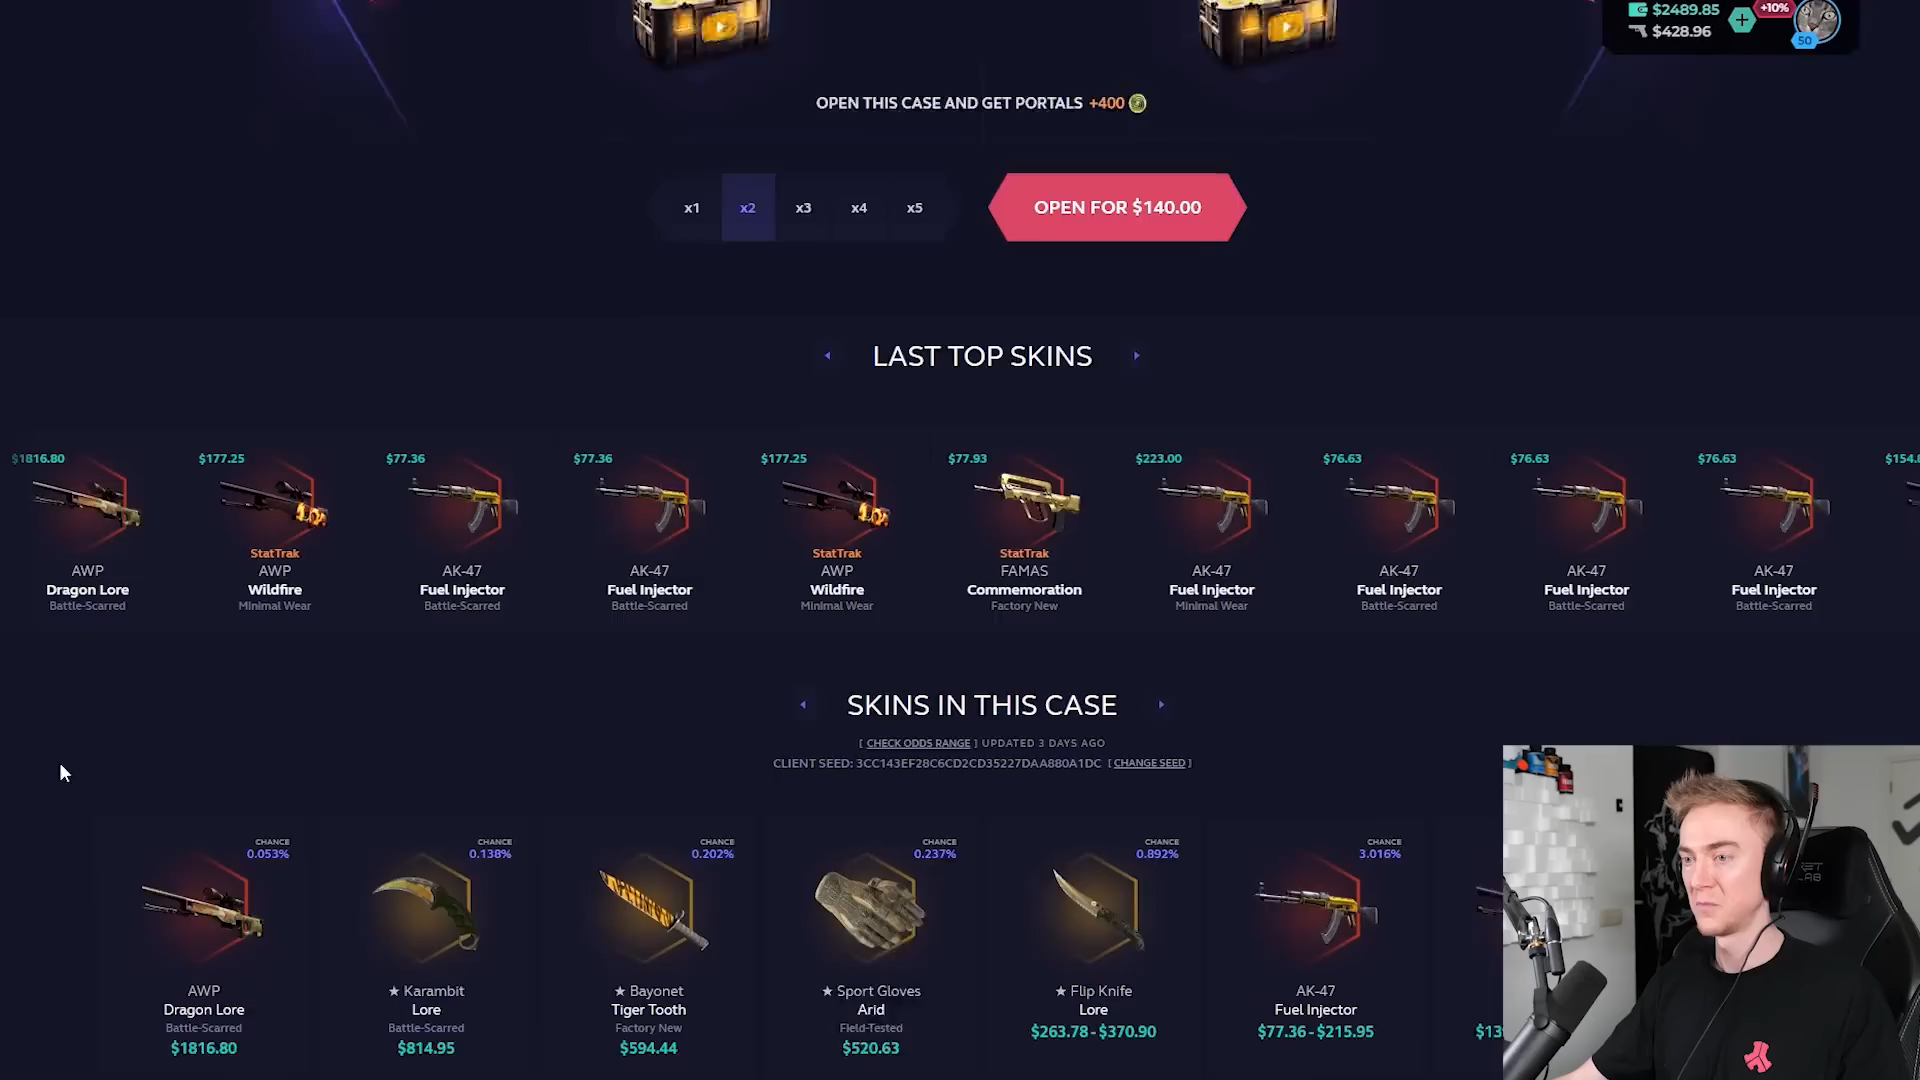 $2489.85
+10%
$428.96
50
OPEN THIS CASE AND GET PORTALS +400
x1 x2 x3 x4 x5
OPEN FOR $140.00
LAST TOP SKINS
$1816.80 $177.25 $77.36 $77.36 $177.25 $77.93 $223.00 $76.63 $76.63 $76.63
StatTrak StatTrak StatTrak
AWP AWP AK-47 AK-47 AWP FAMAS AK-47 AK-47 AK-47 AK-47
Dragon Lore Wildfire Fuel Injector Fuel Injector Wildfire Commemoration Fuel Injector Fuel Injector Fuel Injector Fuel Injector
Battle-Scarred Minimal Wear Battle-Scarred Battle-Scarred Minimal Wear Factory New Minimal Wear Battle-Scarred Battle-Scarred Battle-Scarred
SKINS IN THIS CASE
[ CHECK ODDS RANGE ] UPDATED 3 DAYS AGO
CLIENT SEED: 3CC143EF28C6CD2CD35227DAA880A1DC [ CHANGE SEED ]
CHANCE CHANCE CHANCE CHANCE CHANCE CHANCE
0.053% 0.138% 0.202% 0.237% 0.892% 3.016%
AWP ★ Karambit ★ Bayonet ★ Sport Gloves ★ Flip Knife AK-47
Dragon Lore Lore Tiger Tooth Arid Lore Fuel Injector
Battle-Scarred Battle-Scarred Factory New Field-Tested $263.78 - $370.90 $77.36 - $215.95
$1816.80 $814.95 $594.44 $520.63